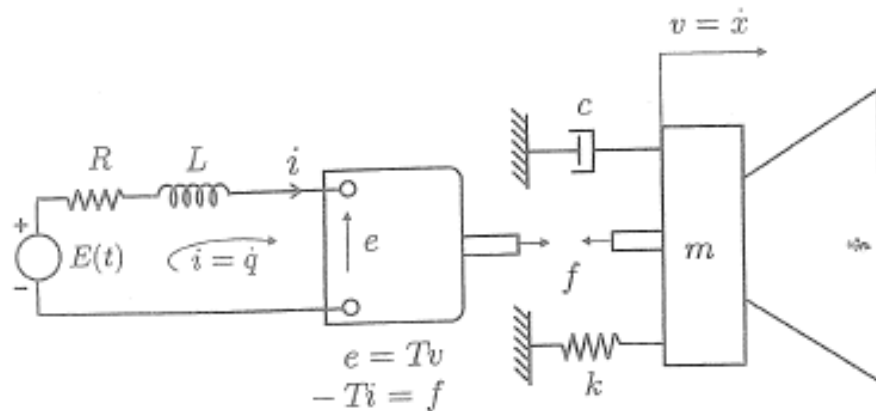 v = ẋ
c
R
L
i
+
E(t)
-
i = q̇
e
f
m
k
e = Tv
- Ti = f